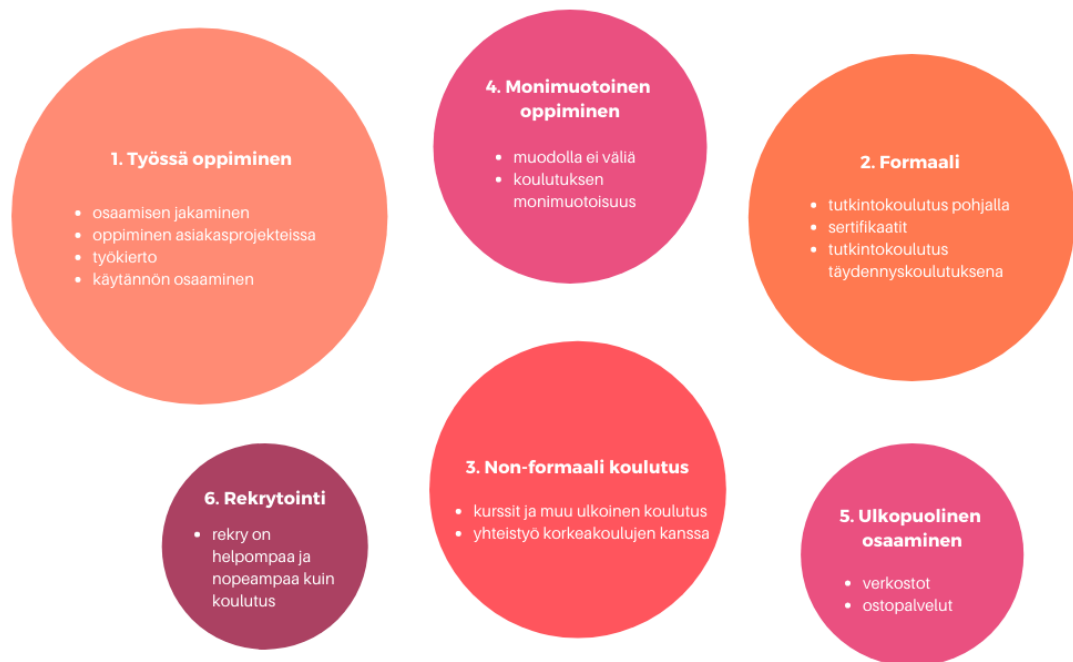 1. Työssä oppiminen
• osaamisen jakaminen
• oppiminen asiakasprojekteissa
• työkierto
• käytännön osaaminen
4. Monimuotoinen
oppiminen
• muodolla ei väliä
• koulutuksen
monimuotoisuus
2. Formaali
• tutkintokoulutus pohjalla
• sertifikaatit
• tutkintokoulutus
täydennyskoulutuksena
6. Rekrytointi
• rekry on
helpompaa ja
nopeampaa kuin
koulutus
3. Non-formaali koulutus
• kurssit ja muu ulkoinen koulutus
• yhteistyö korkeakoulujen kanssa
5. Ulkopuolinen
osaaminen
• verkostot
• ostopalvelut